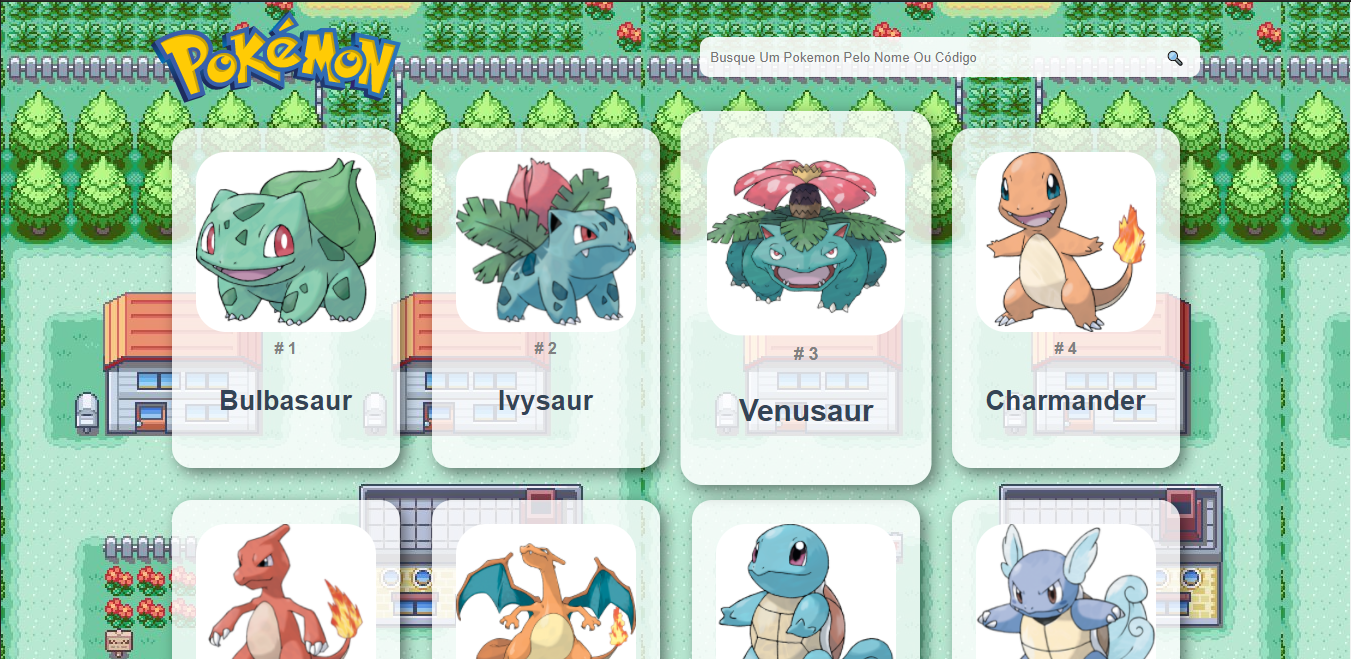 POKéMON
Busque Um Pokemon Pelo Nome Ou Código
# 1
# 2
# 3
# 4
Bulbasaur
Ivysaur
Venusaur
Charmander